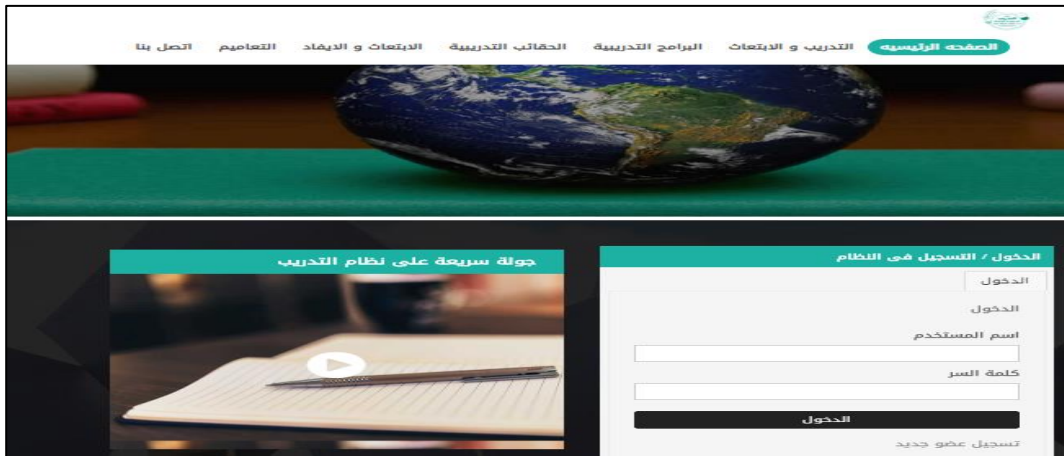 الصفحه الرئيسيه التدريب و الابتعاث البرامج التدريبية الحقائب التدريبية الابتعاث و الايفاد التعاميم اتصل بنا
الدخول / التسجيل فى النظام
الدخول
الدخول
اسم المستخدم
كلمة السر
الدخول
تسجيل عضو جديد
جولة سريعة على نظام التدريب